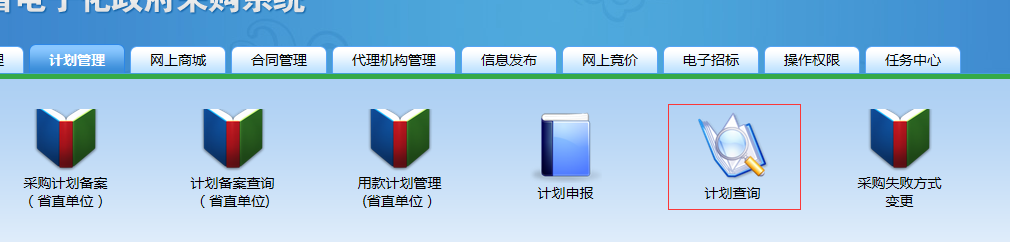 省电子化政府采购系统
理 计划管理 网上商城 合同管理 代理机构管理 信息发布 网上竞价 电子招标 操作权限 任务中心
采购计划备案
（省直单位）
计划备案查询
（省直单位)
用款计划管理
(省直单位）
计划申报
计划查询
采购失败方式
变更